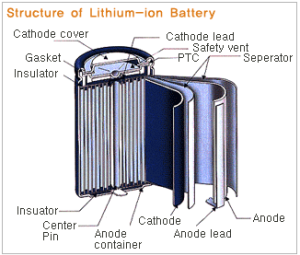 Structure of Lithium-ion Battery
Cathode cover
Cathode lead
Safety vent
Gasket
PTC
Seperator
Insulator
Insuator
Center
Pin
Anode
container
Cathode
Anode lead
Anode